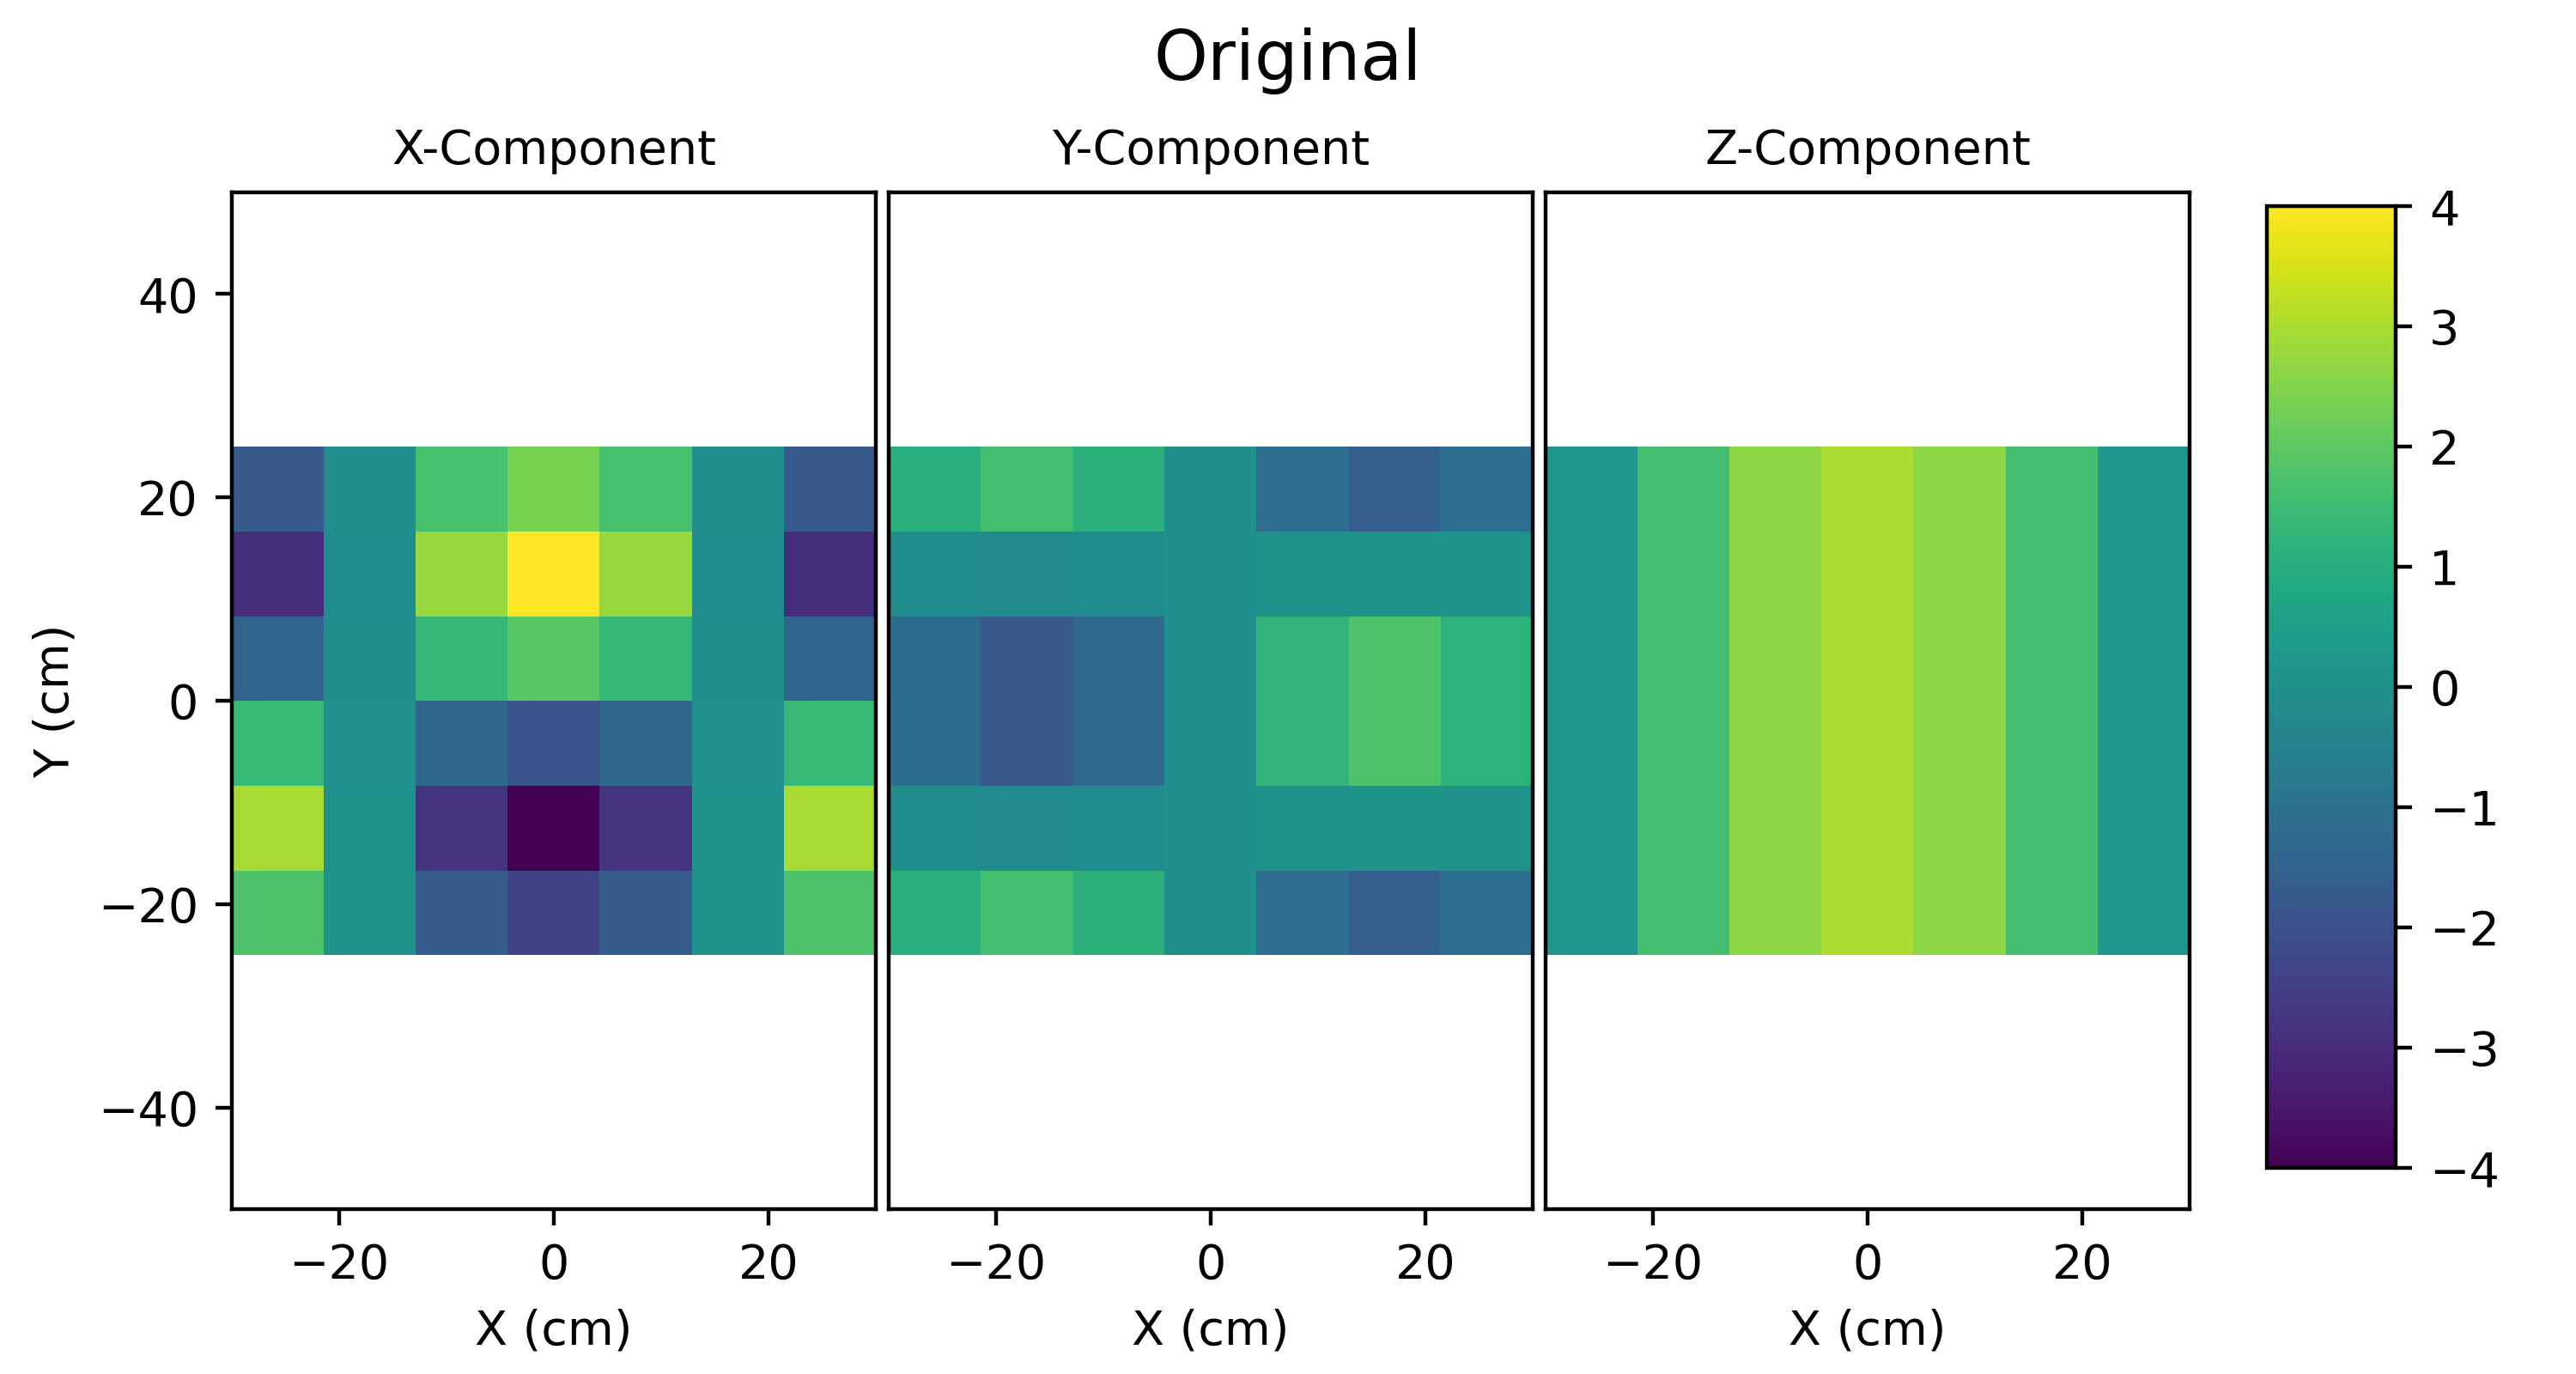 Original
X-Component Y-Component Z-Component
4
3
2
1
0
−1
−2
−3
−4
40
20
0
−20
−40
Y (cm)
−20 0 20 −20 0 20 −20 0 20
X (cm) X (cm) X (cm)